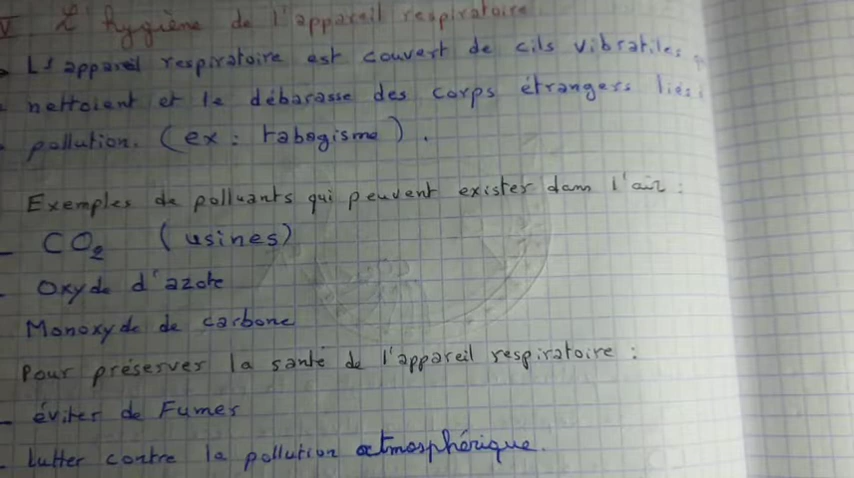 V L'hygiène de l'appareil respiratoire.
L'appareil respiratoire est couvert de cils vibratiles
nettoient et le débarasse des corps étrangers liés
pollution. (ex : tabagisme).
Exemples de polluants qui peuvent exister dans l'air :
- CO2 (usines)
- Oxyde d'azote
Monoxyde de carbone
Pour préserver la santé de l'appareil respiratoire :
- éviter de Fumer
- lutter contre la pollution atmosphérique.